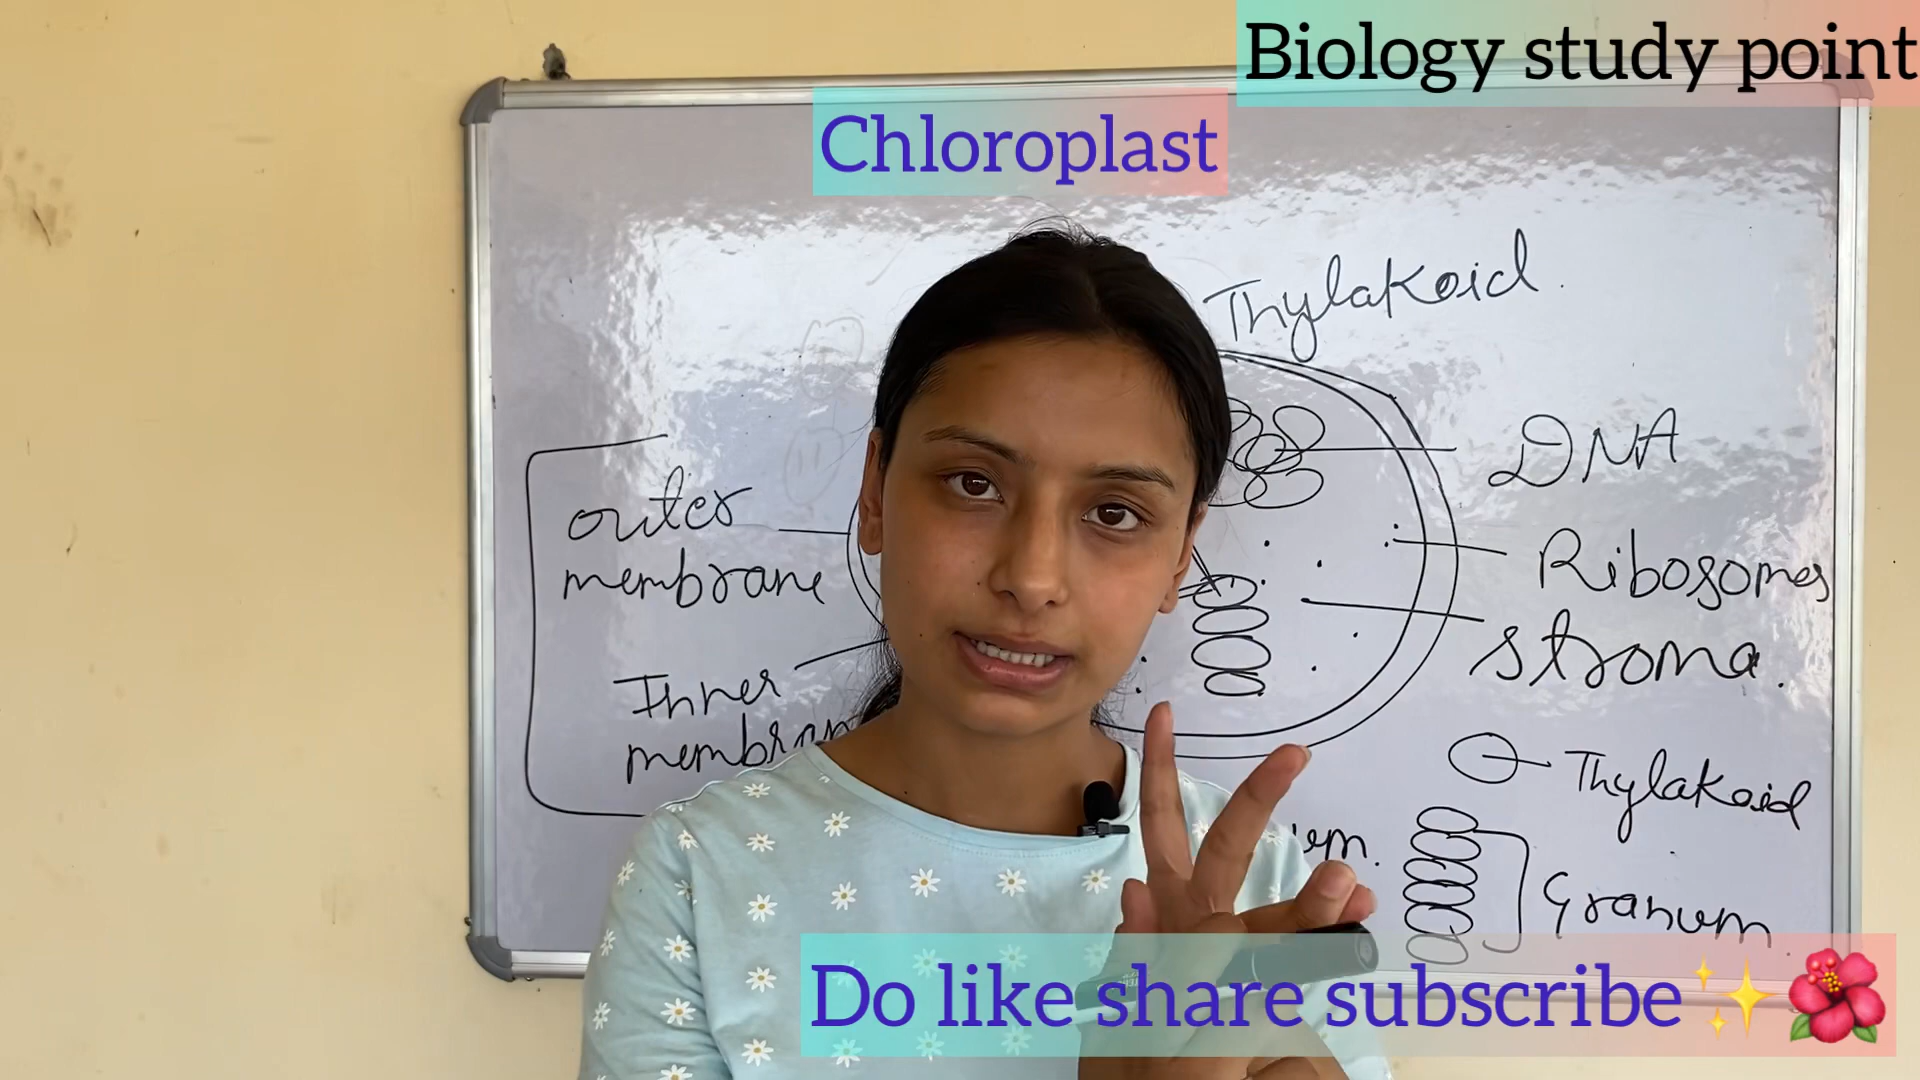 Biology study point
Chloroplast
Thylakoid.
DNA
outer
membrane
Ribosomes
stroma.
Inner
Thylakoid
Granum.
Do like share subscribe✨🌺